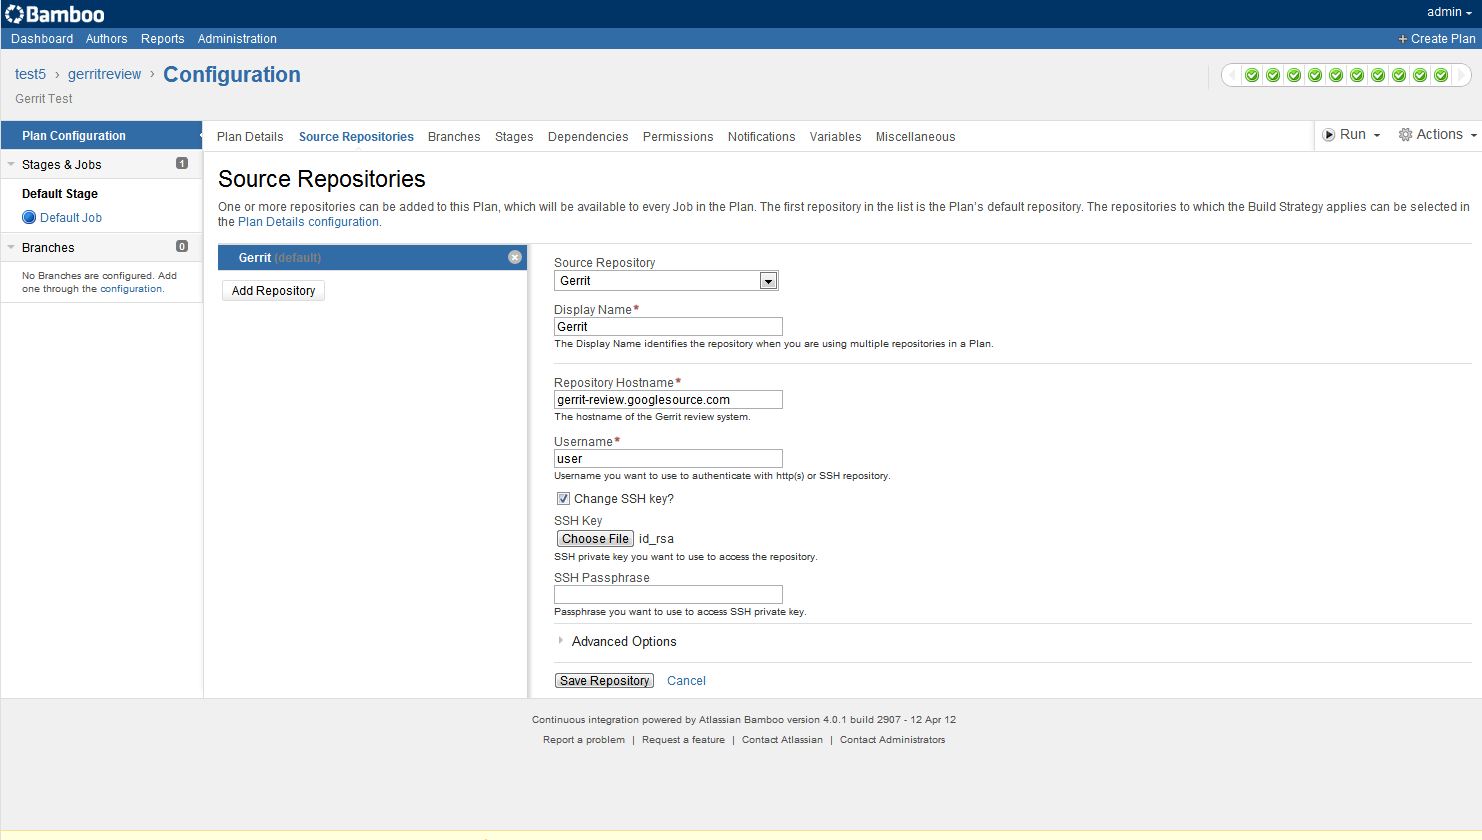 Bamboo
admin
Dashboard Authors Reports Administration
+ Create Plan
test5 › gerritreview › Configuration
Gerrit Test
Plan Configuration
Plan Details Source Repositories Branches Stages Dependencies Permissions Notifications Variables Miscellaneous
Run Actions
Stages & Jobs 1
Default Stage
Default Job
Branches 0
No Branches are configured. Add
one through the configuration.
Source Repositories
One or more repositories can be added to this Plan, which will be available to every Job in the Plan. The first repository in the list is the Plan's default repository. The repositories to which the Build Strategy applies can be selected in
the Plan Details configuration.
Gerrit (default)
Add Repository
Source Repository
Gerrit
Display Name*
Gerrit
The Display Name identifies the repository when you are using multiple repositories in a Plan.
Repository Hostname*
gerrit-review.googlesource.com
The hostname of the Gerrit review system.
Username*
user
Username you want to use to authenticate with http(s) or SSH repository.
Change SSH key?
SSH Key
Choose File id_rsa
SSH private key you want to use to access the repository.
SSH Passphrase
Passphrase you want to use to access SSH private key.
Advanced Options
Save Repository Cancel
Continuous integration powered by Atlassian Bamboo version 4.0.1 build 2907 - 12 Apr 12
Report a problem | Request a feature | Contact Atlassian | Contact Administrators